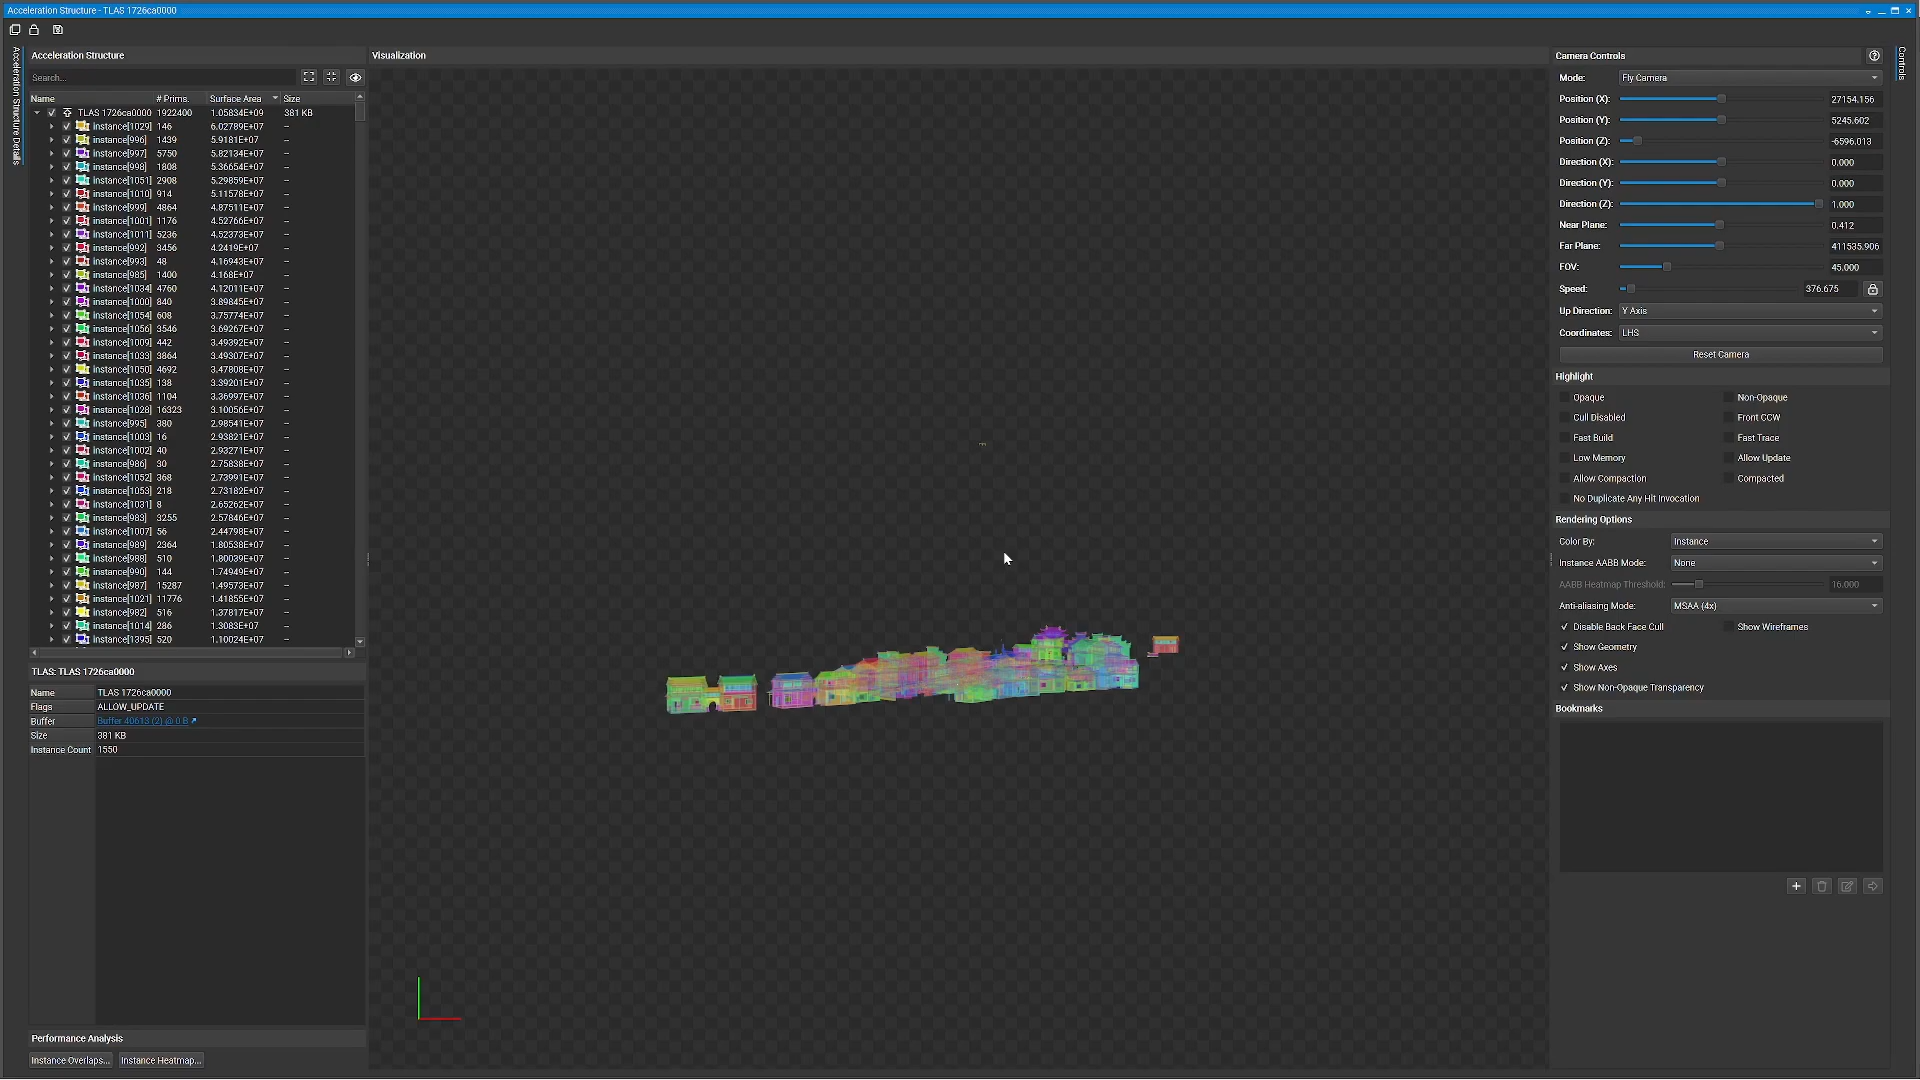 Acceleration Structure - TLAS 1726ca0000
Acceleration Structure Details
Acceleration Structure
Search...
Name # Prims. Surface Area Size
TLAS 1726ca0000 1922400 1.05834E+09 381 KB
instance[1029] 146 6.02789E+07 –
instance[996] 1439 5.9181E+07 –
instance[997] 5750 5.82134E+07 –
instance[998] 1808 5.36654E+07 –
instance[1051] 2908 5.29859E+07 –
instance[1010] 914 5.11578E+07 –
instance[999] 4864 4.87511E+07 –
instance[1001] 1176 4.52766E+07 –
instance[1011] 5236 4.52373E+07 –
instance[992] 3456 4.2419E+07 –
instance[993] 48 4.16943E+07 –
instance[985] 1400 4.168E+07 –
instance[1034] 4760 4.12011E+07 –
instance[1000] 840 3.89845E+07 –
instance[1054] 608 3.75774E+07 –
instance[1056] 3546 3.69267E+07 –
instance[1009] 442 3.49392E+07 –
instance[1033] 3864 3.49307E+07 –
instance[1050] 4692 3.47808E+07 –
instance[1035] 138 3.39201E+07 –
instance[1036] 1104 3.36997E+07 –
instance[1028] 16323 3.10056E+07 –
instance[995] 380 2.98541E+07 –
instance[1003] 16 2.93821E+07 –
instance[1002] 40 2.93271E+07 –
instance[986] 30 2.75838E+07 –
instance[1052] 368 2.73991E+07 –
instance[1053] 218 2.73182E+07 –
instance[1031] 8 2.65262E+07 –
instance[983] 3255 2.57846E+07 –
instance[1007] 56 2.44798E+07 –
instance[989] 2364 1.80538E+07 –
instance[988] 510 1.80039E+07 –
instance[990] 144 1.74949E+07 –
instance[987] 15287 1.49573E+07 –
instance[1021] 11776 1.41855E+07 –
instance[982] 516 1.37817E+07 –
instance[1014] 286 1.3083E+07 –
instance[1395] 520 1.10024E+07 –
TLAS: TLAS 1726ca0000
Name TLAS 1726ca0000
Flags ALLOW_UPDATE
Buffer Buffer 40613 (2) @ 0 B
Size 381 KB
Instance Count 1550
Performance Analysis
Instance Overlaps... Instance Heatmap...
Visualization
Camera Controls
Mode: Fly Camera
Position (X): 27154.156
Position (Y): 5245.602
Position (Z): -6596.013
Direction (X): 0.000
Direction (Y): 0.000
Direction (Z): 1.000
Near Plane: 0.412
Far Plane: 411535.906
FOV: 45.000
Speed: 376.675
Up Direction: Y Axis
Coordinates: LHS
Reset Camera
Highlight
Opaque Non-Opaque
Cull Disabled Front CCW
Fast Build Fast Trace
Low Memory Allow Update
Allow Compaction Compacted
No Duplicate Any Hit Invocation
Rendering Options
Color By: Instance
Instance AABB Mode: None
AABB Heatmap Threshold: 16.000
Anti-aliasing Mode: MSAA (4x)
Disable Back Face Cull Show Wireframes
Show Geometry
Show Axes
Show Non-Opaque Transparency
Bookmarks
Controls